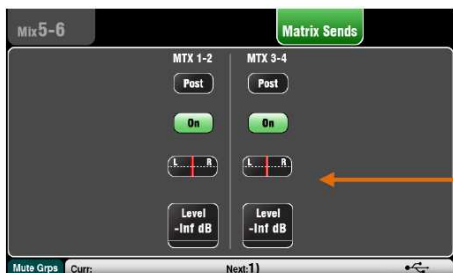 Mix5-6 Matrix Sends
MTX 1-2 MTX 3-4
Post Post
On On
L R L R
Level Level
-Inf dB -Inf dB
Mute Grps Curr: Next:1)